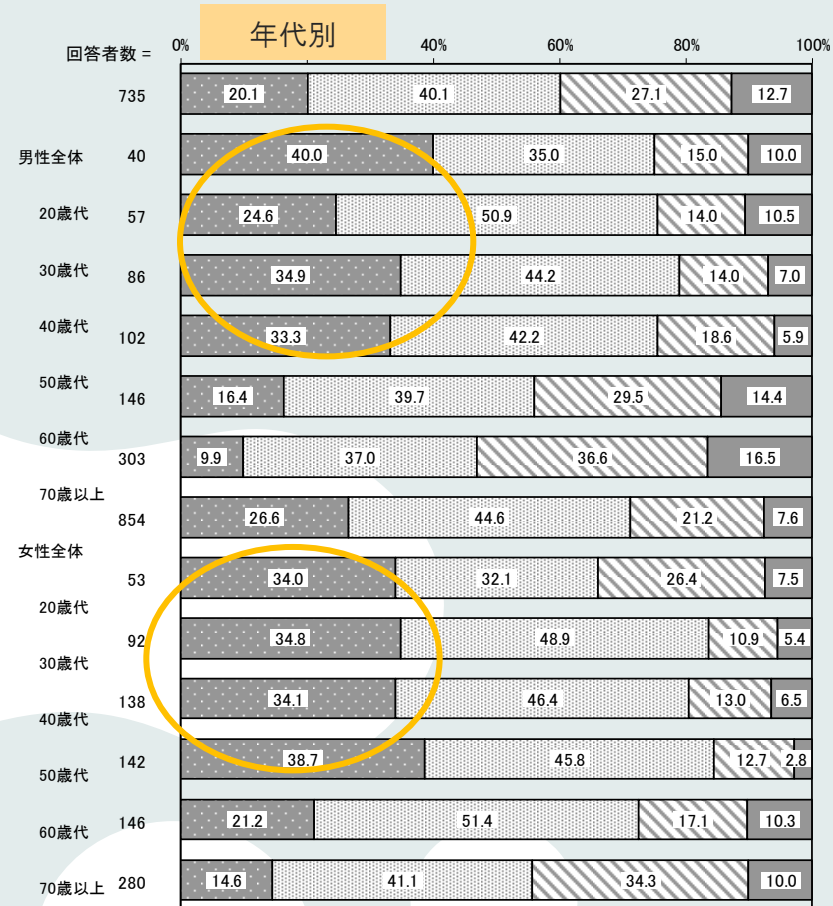 年代別
回答者数 = 0% 40% 60% 80% 100%
735 20.1 40.1 27.1 12.7
男性全体 40 40.0 35.0 15.0 10.0
20歳代 57 24.6 50.9 14.0 10.5
30歳代 86 34.9 44.2 14.0 7.0
40歳代 102 33.3 42.2 18.6 5.9
50歳代 146 16.4 39.7 29.5 14.4
60歳代 303 9.9 37.0 36.6 16.5
70歳以上 854 26.6 44.6 21.2 7.6
女性全体 53 34.0 32.1 26.4 7.5
20歳代 92 34.8 48.9 10.9 5.4
30歳代 138 34.1 46.4 13.0 6.5
40歳代 142 38.7 45.8 12.7 2.8
50歳代
60歳代 146 21.2 51.4 17.1 10.3
70歳以上 280 14.6 41.1 34.3 10.0